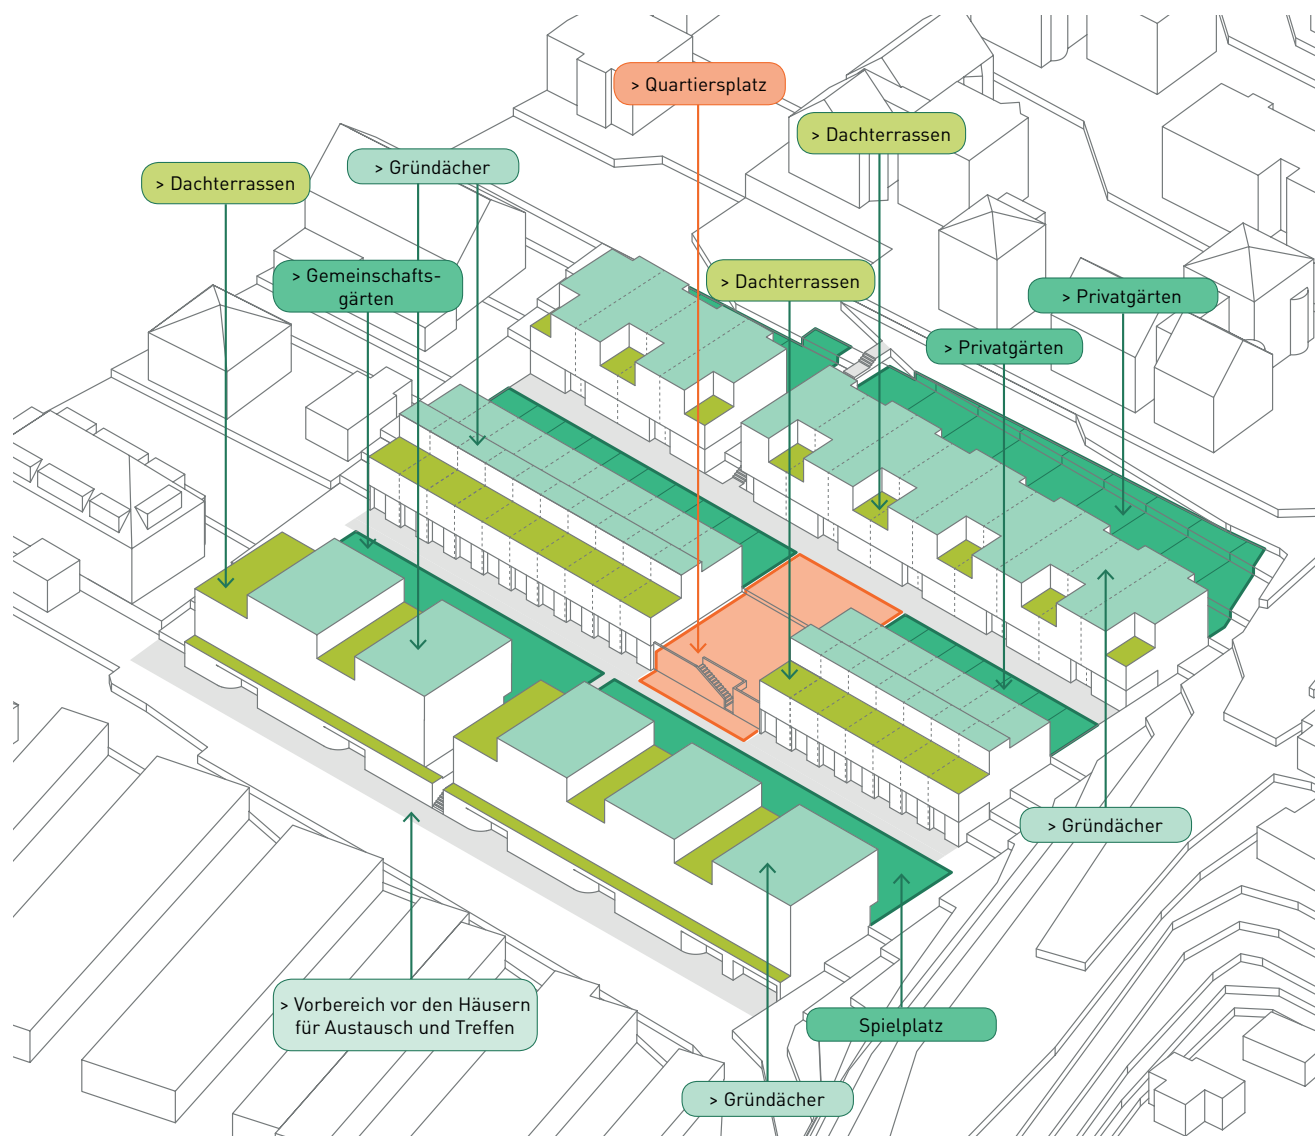 > Quartiersplatz
> Dachterrassen
> Gründächer
> Dachterrassen
> Gemeinschafts-
gärten
> Dachterrassen
> Privatgärten
> Privatgärten
> Gründächer
> Vorbereich vor den Häusern
für Austausch und Treffen
Spielplatz
> Gründächer